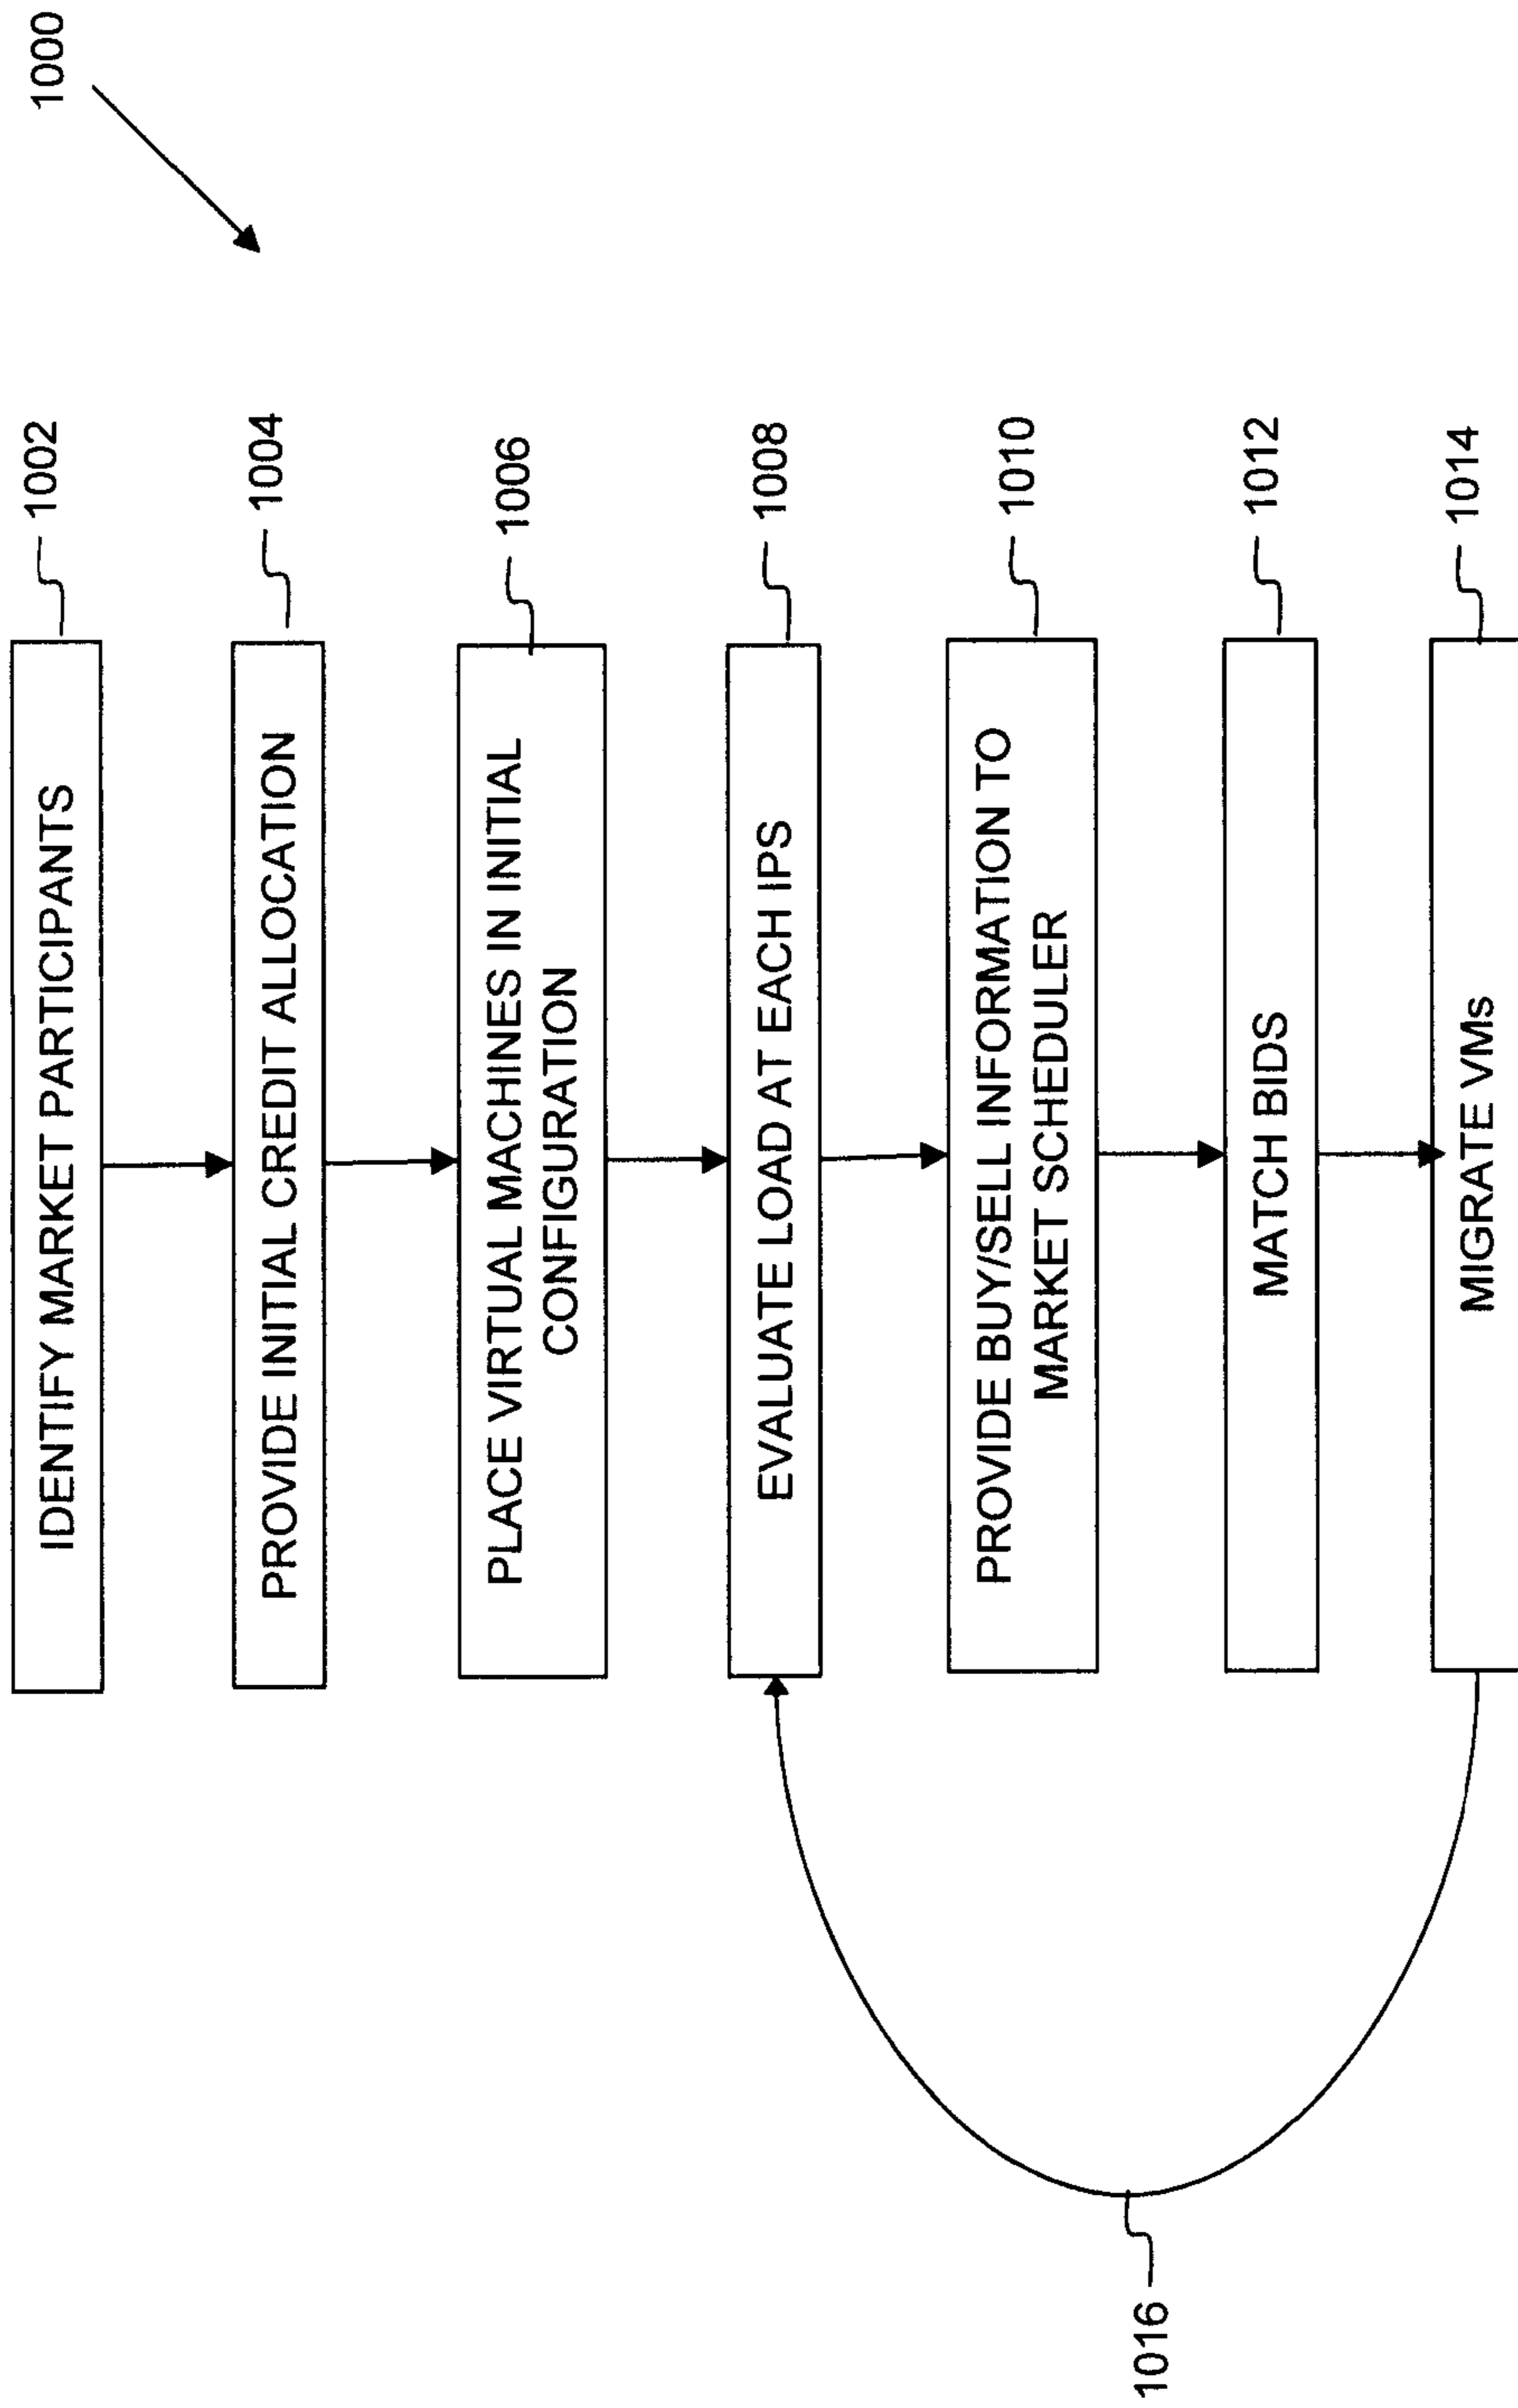 1000
IDENTIFY MARKET PARTICIPANTS
1002
PROVIDE INITIAL CREDIT ALLOCATION
1004
PLACE VIRTUAL MACHINES IN INITIAL
CONFIGURATION
1006
EVALUATE LOAD AT EACH IPS
1008
PROVIDE BUY/SELL INFORMATION TO
MARKET SCHEDULER
1010
MATCH BIDS
1012
MIGRATE VMs
1014
1016